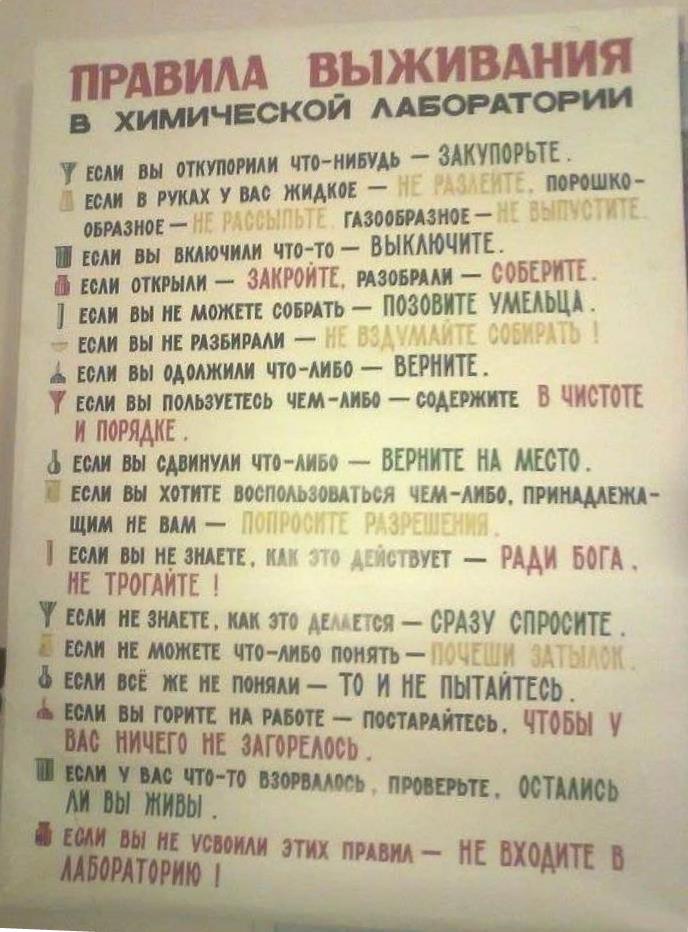 ПРАВИЛА ВЫЖИВАНИЯ
В ХИМИЧЕСКОЙ ЛАБОРАТОРИИ
ЕСЛИ ВЫ ОТКУПОРИЛИ ЧТО-НИБУДЬ — ЗАКУПОРЬТЕ.
ЕСЛИ В РУКАХ У ВАС ЖИДКОЕ — НЕ РАЗЛЕЙТЕ, ПОРОШКО-
ОБРАЗНОЕ — НЕ РАССЫПЬТЕ, ГАЗООБРАЗНОЕ — НЕ ВЫПУСТИТЕ.
ЕСЛИ ВЫ ВКЛЮЧИЛИ ЧТО-ТО — ВЫКЛЮЧИТЕ.
ЕСЛИ ОТКРЫЛИ — ЗАКРОЙТЕ, РАЗОБРАЛИ — СОБЕРИТЕ.
ЕСЛИ ВЫ НЕ МОЖЕТЕ СОБРАТЬ — ПОЗОВИТЕ УМЕЛЬЦА.
ЕСЛИ ВЫ НЕ РАЗБИРАЛИ — НЕ ВЗДУМАЙТЕ СОБИРАТЬ!
ЕСЛИ ВЫ ОДОЛЖИЛИ ЧТО-ЛИБО — ВЕРНИТЕ.
ЕСЛИ ВЫ ПОЛЬЗУЕТЕСЬ ЧЕМ-ЛИБО — СОДЕРЖИТЕ В ЧИСТОТЕ
И ПОРЯДКЕ.
ЕСЛИ ВЫ СДВИНУЛИ ЧТО-ЛИБО — ВЕРНИТЕ НА МЕСТО.
ЕСЛИ ВЫ ХОТИТЕ ВОСПОЛЬЗОВАТЬСЯ ЧЕМ-ЛИБО, ПРИНАДЛЕЖА-
ЩИМ НЕ ВАМ — ПОПРОСИТЕ РАЗРЕШЕНИЯ.
ЕСЛИ ВЫ НЕ ЗНАЕТЕ, КАК ЭТО ДЕЙСТВУЕТ — РАДИ БОГА,
НЕ ТРОГАЙТЕ!
ЕСЛИ НЕ ЗНАЕТЕ, КАК ЭТО ДЕЛАЕТСЯ — СРАЗУ СПРОСИТЕ.
ЕСЛИ НЕ МОЖЕТЕ ЧТО-ЛИБО ПОНЯТЬ — ПОЧЕШИ ЗАТЫЛОК.
ЕСЛИ ВСЁ ЖЕ НЕ ПОНЯЛИ — ТО И НЕ ПЫТАЙТЕСЬ.
ЕСЛИ ВЫ ГОРИТЕ НА РАБОТЕ — ПОСТАРАЙТЕСЬ, ЧТОБЫ У
ВАС НИЧЕГО НЕ ЗАГОРЕЛОСЬ.
ЕСЛИ У ВАС ЧТО-ТО ВЗОРВАЛОСЬ, ПРОВЕРЬТЕ, ОСТАЛИСЬ
ЛИ ВЫ ЖИВЫ.
ЕСЛИ ВЫ НЕ УСВОИЛИ ЭТИХ ПРАВИЛ — НЕ ВХОДИТЕ В
ЛАБОРАТОРИЮ!